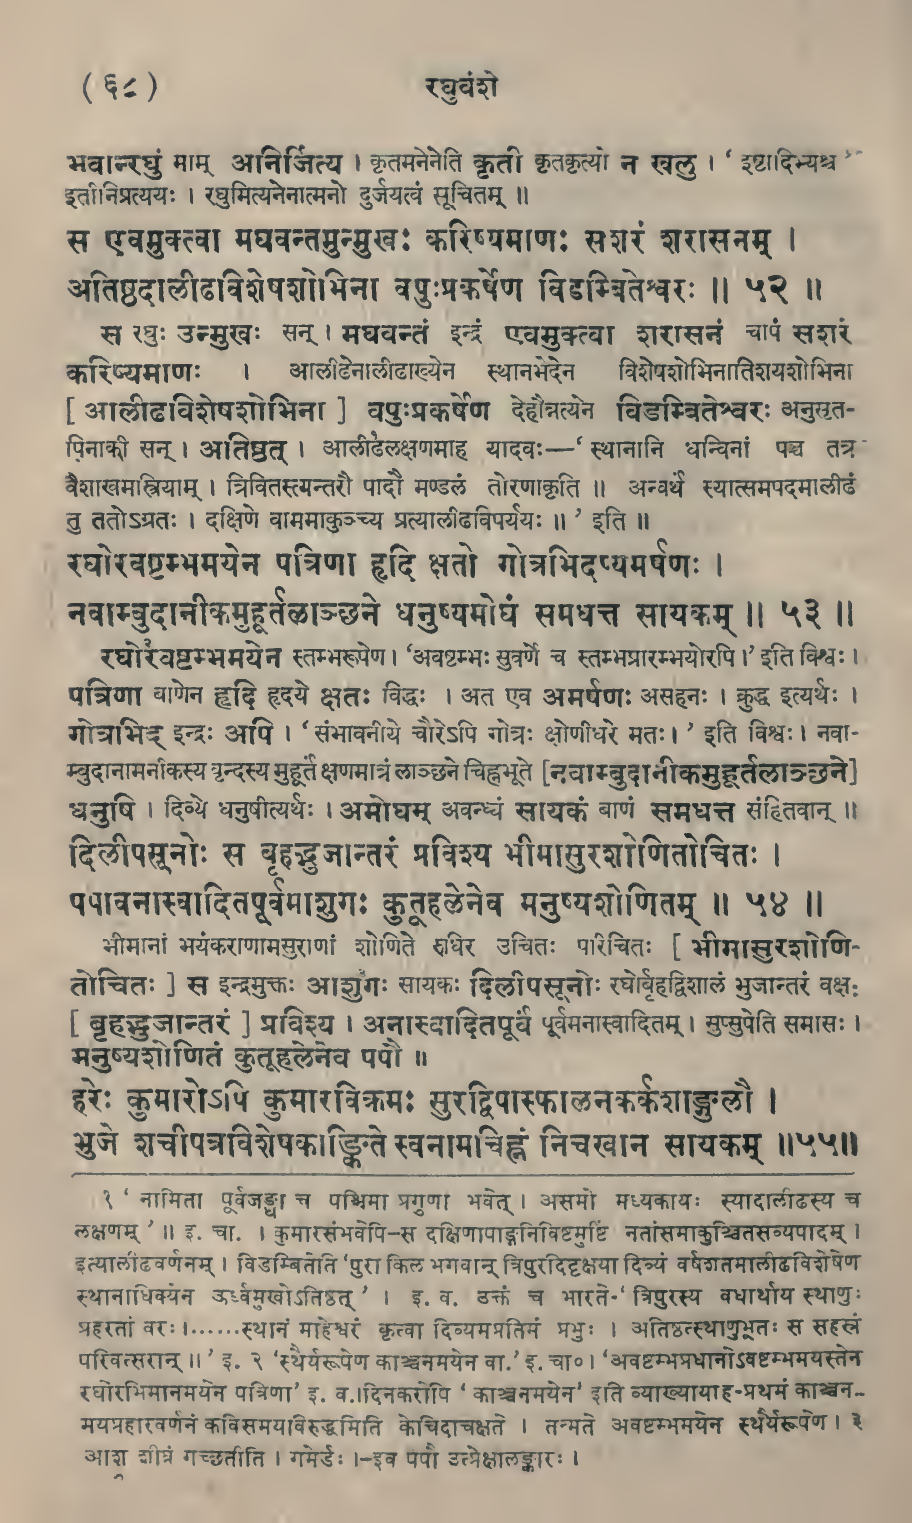 ( ६८ ) रघुवंशे
भवान्रघुं माम् अनिर्जित्य । कृतमनेनेति कृती कृतकृत्यो न खलु । ‘ इष्टादिभ्यश्च ’
इतीनिप्रत्ययः । रघुमित्यनेनात्मनो दुर्जयत्वं सूचितम् ॥
स एवमुक्त्वा मघवन्तमुन्मुखः करिष्यमाणः सशरं शरासनम् ।
अतिष्ठदालीढविशेषशोभिना वपुःप्रकर्षेण विडम्बितेश्वरः ॥ ५२ ॥
स रघुः उन्मुखः सन् । मघवन्तं इन्द्रं एवमुक्त्वा शरासनं चापं सशरं
करिष्यमाणः । आलीढेनालीढाख्येन स्थानभेदेन विशेषशोभिनातिशयशोभिना
[ आलीढविशेषशोभिना ] वपुःप्रकर्षेण देहौन्नत्येन विडम्बितेश्वरः अनुसृत-
पिनाकी सन् । अतिष्ठत् । आलीढलक्षणमाह यादवः—‘ स्थानानि धन्विनां पञ्च तत्र
वैशाखमस्त्रियाम् । त्रिवितस्त्यन्तरौ पादौ मण्डलं तोरणाकृति ॥ अन्वर्थं स्यात्समपदमालीढं
तु ततोऽग्रतः । दक्षिणे वाममाकुञ्च्य प्रत्यालीढविपर्ययः ॥ ’ इति ॥
रघोरवष्टम्भमयेन पत्रिणा हृदि क्षतो गोत्रभिदप्यमर्षणः ।
नवाम्बुदानीकमुहूर्तलाञ्छने धनुष्यमोघं समधत्त सायकम् ॥ ५३ ॥
रघोरवष्टम्भमयेन स्तम्भरूपेण । ‘अवष्टम्भः सुवर्णे च स्तम्भप्रारम्भयोरपि ।’ इति विश्वः ।
पत्रिणा बाणेन हृदि हृदये क्षतः विद्धः । अत एव अमर्षणः असहनः । क्रुद्ध इत्यर्थः ।
गोत्रभिद् इन्द्रः अपि । ‘ संभावनीये चौरेऽपि गोत्रः क्षोणीधरे मतः । ’ इति विश्वः । नवा-
म्बुदानामनीकस्य वृन्दस्य मुहूर्तं क्षणमात्रं लाञ्छने चिह्नभूते [नवाम्बुदानीकमुहूर्तलाञ्छने]
धनुषि । दिव्ये धनुषीत्यर्थः । अमोघम् अवन्ध्यं सायकं बाणं समधत्त संहितवान् ॥
दिलीपसूनोः स बृहद्भुजान्तरं प्रविश्य भीमासुरशोणितोचितः ।
पपावनास्वादितपूर्वमाशुगः कुतूहलेनेव मनुष्यशोणितम् ॥ ५४ ॥
भीमानां भयंकराणामसुराणां शोणिते रुधिर उचितः परिचितः [ भीमासुरशोणि-
तोचितः ] स इन्द्रमुक्तः आशुगः सायकः दिलीपसूनोः रघोर्बृहद्विशालं भुजान्तरं वक्षः
[ बृहद्भुजान्तरं ] प्रविश्य । अनास्वादितपूर्वं पूर्वमनास्वादितम् । सुप्सुपेति समासः ।
मनुष्यशोणितं कुतूहलेनेव पपौ ॥
हरेः कुमारोऽपि कुमारविक्रमः सुरद्विपास्फालनकर्कशाङ्गुलौ ।
भुजे शचीपत्रविशेषकाङ्किते स्वनामचिह्नं निचखान सायकम् ॥५५॥
१ ‘ नामिता पूर्वजङ्घा च पश्चिमा प्रगुणा भवेत् । असमो मध्यकायः स्यादालीढस्य च
लक्षणम् ’ ॥ इ. चा. । कुमारसंभवेपि–स दक्षिणापाङ्गनिविष्टमुष्टिं नतांसमाकुञ्चितसव्यपादम् ।
इत्यालीढवर्णनम् । विडम्बितेति ‘पुरा किल भगवान् त्रिपुरदिदृक्षया दिव्यं वर्षशतमालीढविशेषेण
स्थानाधिक्येन ऊर्ध्वमुखोऽतिष्ठत् ’ । इ. व. उक्तं च भारते-‘ त्रिपुरस्य वधार्थाय स्थाणुः
प्रहरतां वरः।......स्थानं माहेश्वरं कृत्वा दिव्यमप्रतिमं प्रभुः । अतिष्ठत्स्थाणुभूतः स सहस्रं
परिवत्सरान् ॥ ’ इ. २ ‘स्थैर्यरूपेण काञ्चनमयेन वा.’ इ. चा० । ‘अवष्टम्भप्रधानोऽवष्टम्भमयस्तेन
रघोरभिमानमयेन पत्रिणा’ इ. व.।दिनकरोपि ‘ काञ्चनमयेन’ इति व्याख्यायाह-प्रथमं काञ्चन-
मयप्रहारवर्णनं कविसमयविरुद्धमिति केचिदाचक्षते । तन्मते अवष्टम्भमयेन स्थैर्यरूपेण । ३
आशु शीघ्रं गच्छतीति । गमेर्डः ।–इव पपौ उत्प्रेक्षालङ्कारः ।